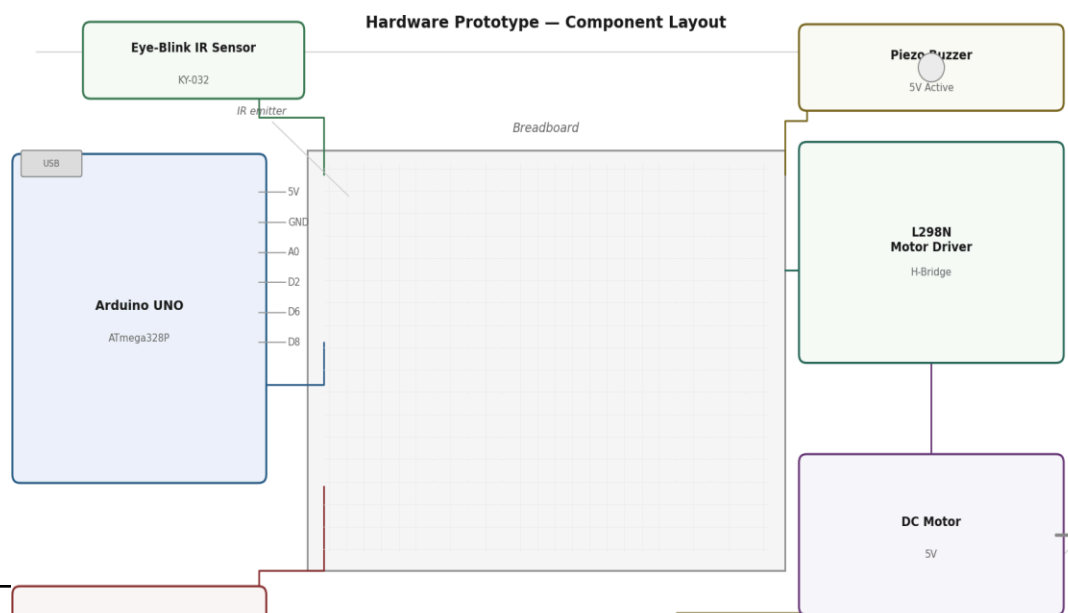 Hardware Prototype — Component Layout
Eye-Blink IR Sensor
KY-032
IR emitter
Piezo Buzzer
5V Active
Breadboard
USB
5V
GND
A0
D2
D6
D8
Arduino UNO
ATmega328P
L298N
Motor Driver
H-Bridge
DC Motor
5V